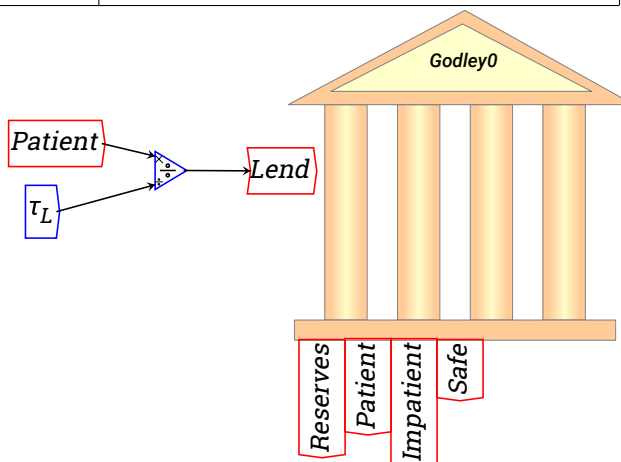 Godley0
Patient
×
÷
÷
Lend
τL
Reserves
Patient
Impatient
Safe